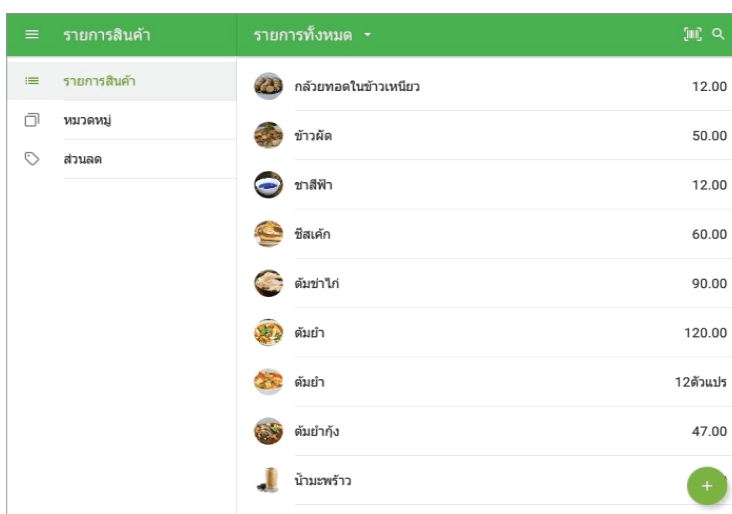 รายการสินค้า
รายการทั้งหมด
รายการสินค้า
หมวดหมู่
ส่วนลด
กล้วยทอดในข้าวเหนียว 12.00
ข้าวผัด 50.00
ชาสีฟ้า 12.00
ชีสเค้ก 60.00
ต้มข่าไก่ 90.00
ต้มยำ 120.00
ต้มยำ 12ตัวแปร
ต้มยำกุ้ง 47.00
น้ำมะพร้าว